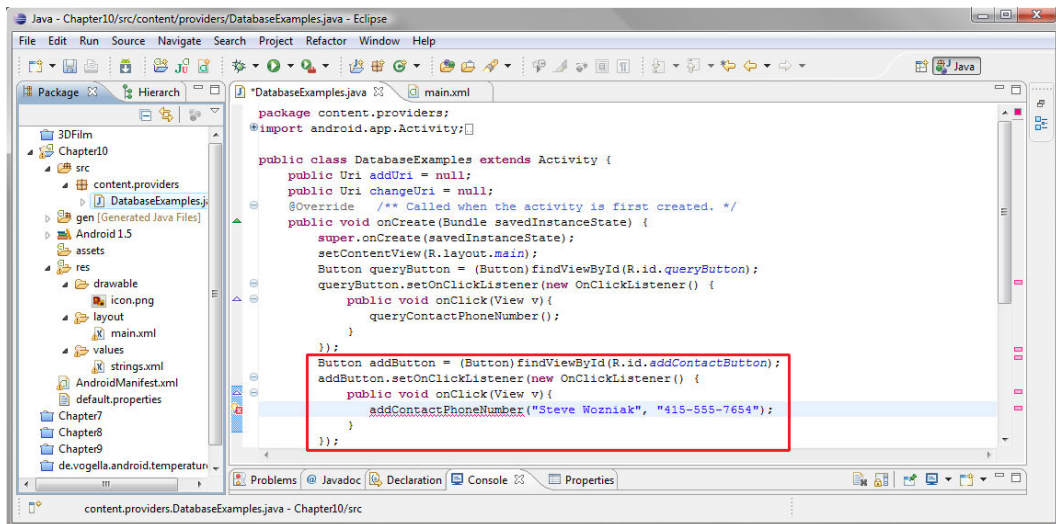 Java - Chapter10/src/content/providers/DatabaseExamples.java - Eclipse
File Edit Run Source Navigate Search Project Refactor Window Help
Java
Package
Hierarch
3DFilm
Chapter10
src
content.providers
DatabaseExamples.j
gen [Generated Java Files]
Android 1.5
assets
res
drawable
icon.png
layout
main.xml
values
strings.xml
AndroidManifest.xml
default.properties
Chapter7
Chapter8
Chapter9
de.vogella.android.temperatur
*DatabaseExamples.java
main.xml
package content.providers;
import android.app.Activity;
public class DatabaseExamples extends Activity {
public Uri addUri = null;
public Uri changeUri = null;
@Override /** Called when the activity is first created. */
public void onCreate(Bundle savedInstanceState) {
super.onCreate(savedInstanceState);
setContentView(R.layout.main);
Button queryButton = (Button)findViewById(R.id.queryButton);
queryButton.setOnClickListener(new OnClickListener() {
public void onClick(View v){
queryContactPhoneNumber();
}
});
Button addButton = (Button)findViewById(R.id.addContactButton);
addButton.setOnClickListener(new OnClickListener() {
public void onClick(View v){
addContactPhoneNumber("Steve Wozniak", "415-555-7654");
}
});
Problems @ Javadoc Declaration Console Properties
content.providers.DatabaseExamples.java - Chapter10/src